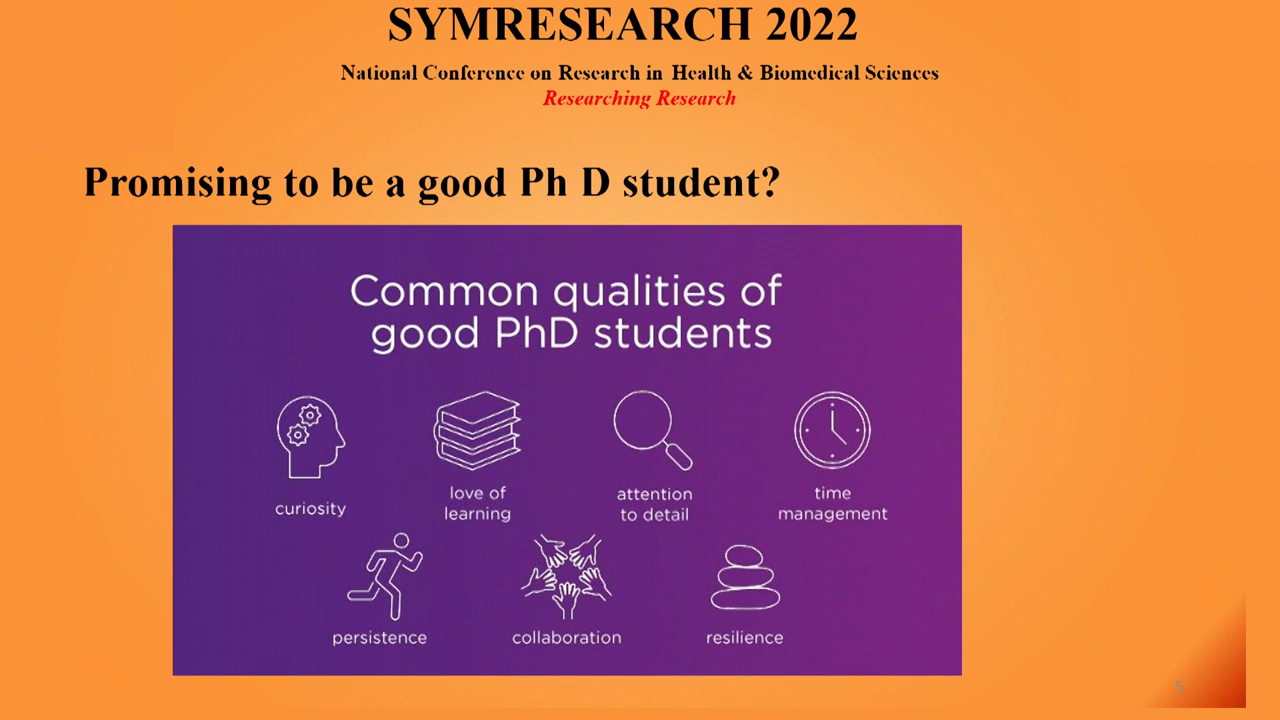 SYMRESEARCH 2022
National Conference on Research in Health & Biomedical Sciences
Researching Research
Promising to be a good Ph D student?
Common qualities of
good PhD students
curiosity
love of
learning
attention
to detail
time
management
persistence
collaboration
resilience
5